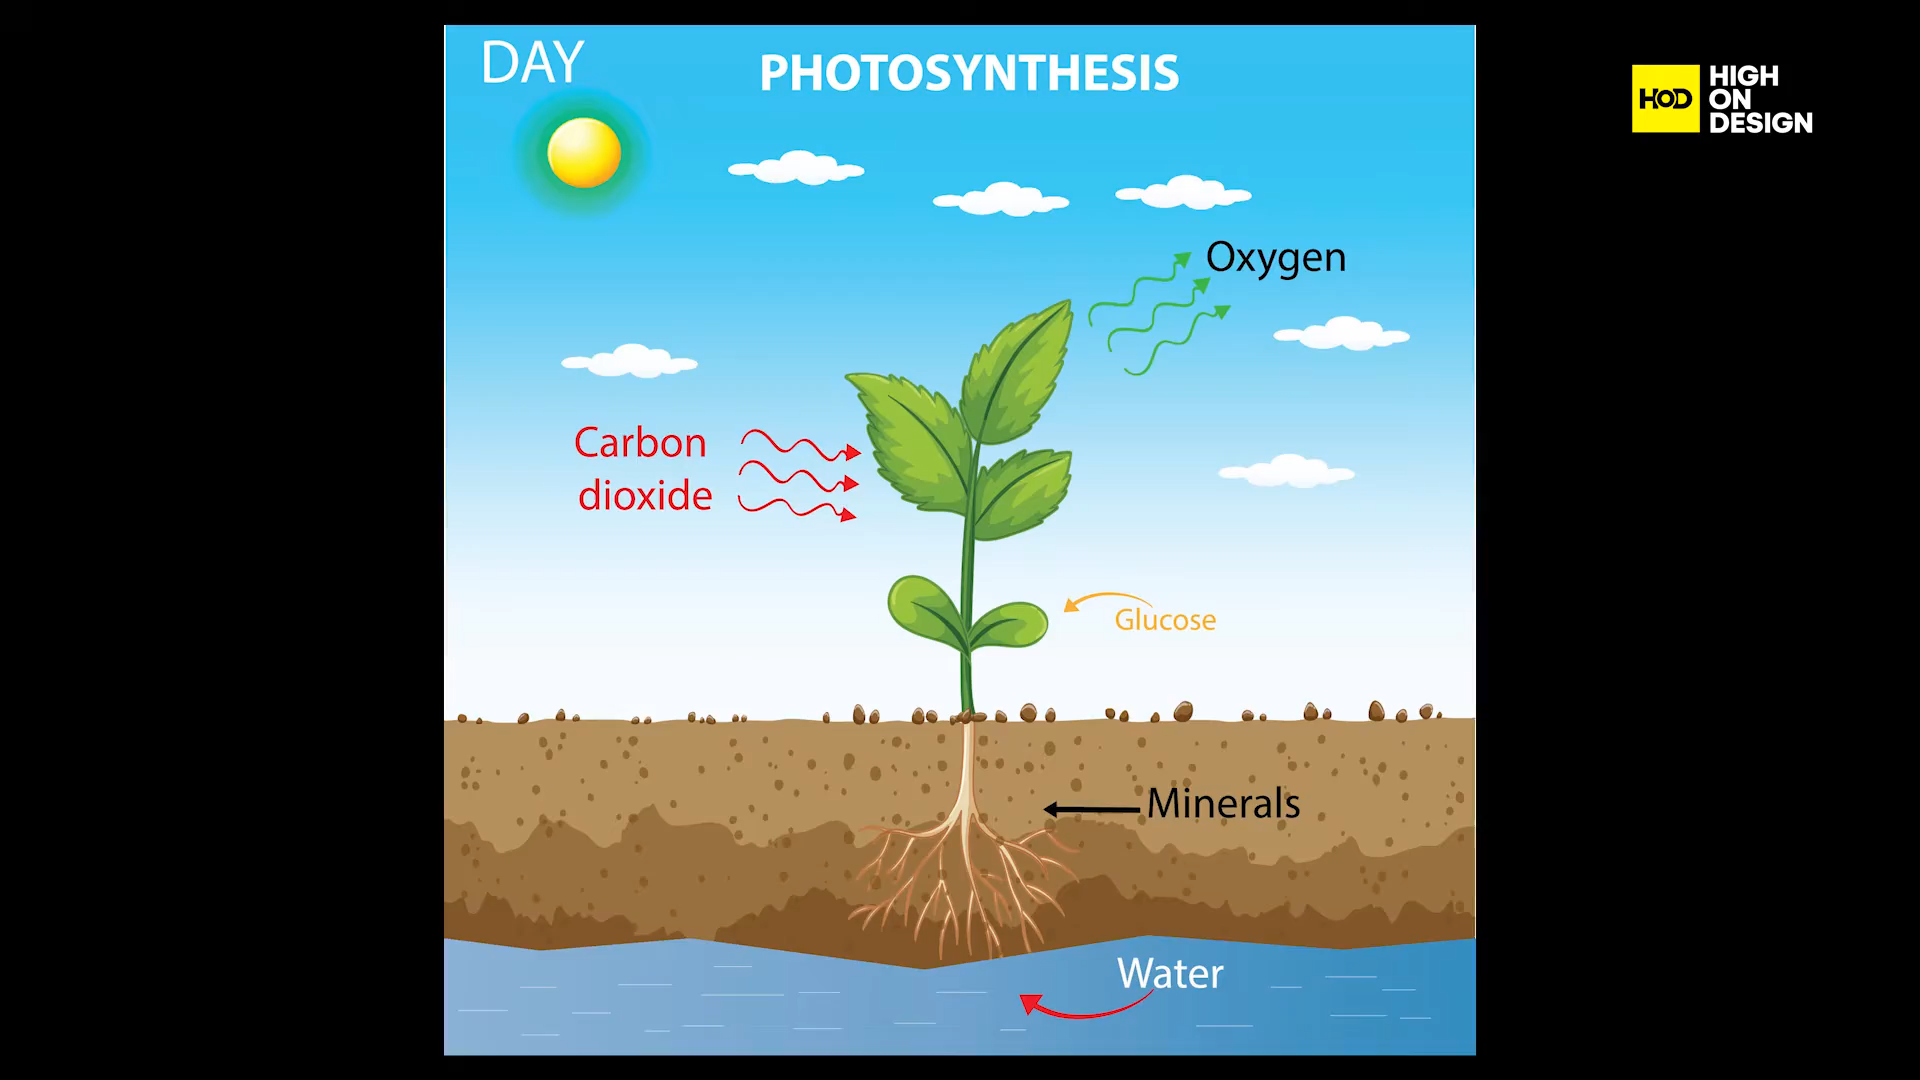 DAY
PHOTOSYNTHESIS
HOD
HIGH
ON
DESIGN
Oxygen
Carbon
dioxide
Glucose
Minerals
Water